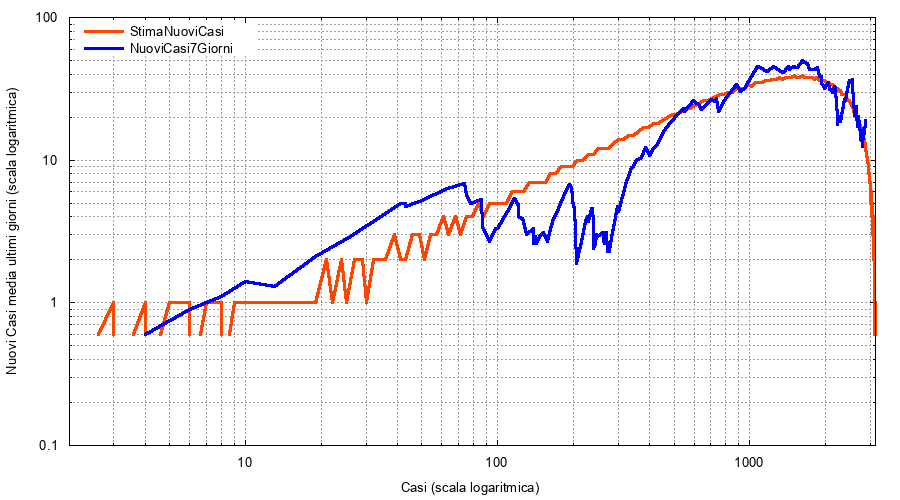 100
StimaNuoviCasi
NuoviCasi7Giorni
Nuovi Casi media ultimi giorni (scala logaritmica)
10
1
0.1
10
100
1000
Casi (scala logaritmica)